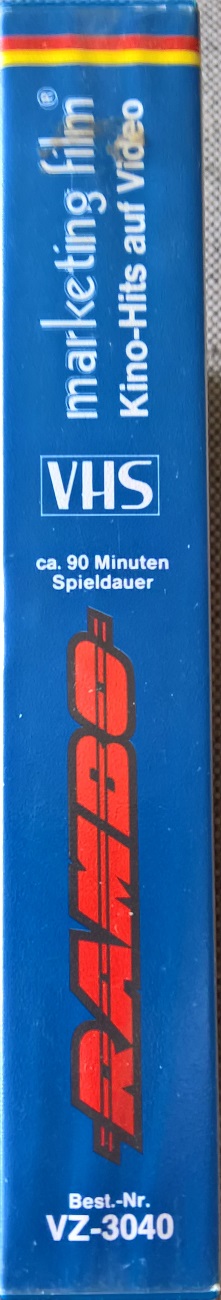 marketing film®
Kino-Hits auf Video
VHS
ca. 90 Minuten
Spieldauer
RAMBO
Best.-Nr.
VZ-3040